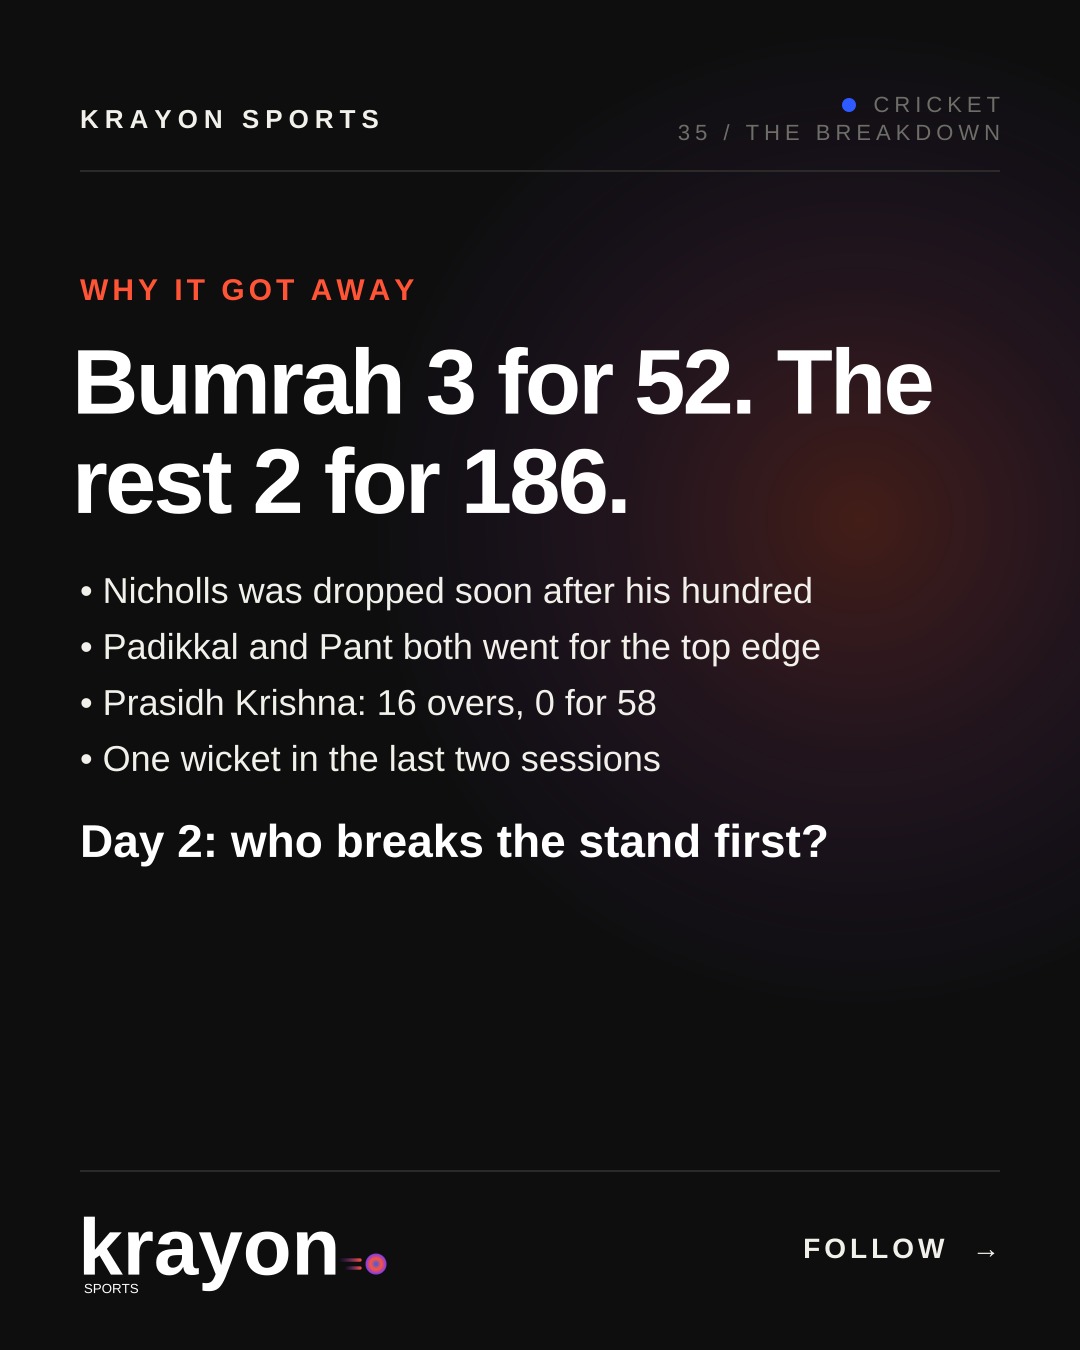 KRAYON SPORTS
CRICKET
35 / THE BREAKDOWN
WHY IT GOT AWAY
Bumrah 3 for 52. The
rest 2 for 186.
• Nicholls was dropped soon after his hundred
• Padikkal and Pant both went for the top edge
• Prasidh Krishna: 16 overs, 0 for 58
• One wicket in the last two sessions
Day 2: who breaks the stand first?
krayon
SPORTS
FOLLOW →